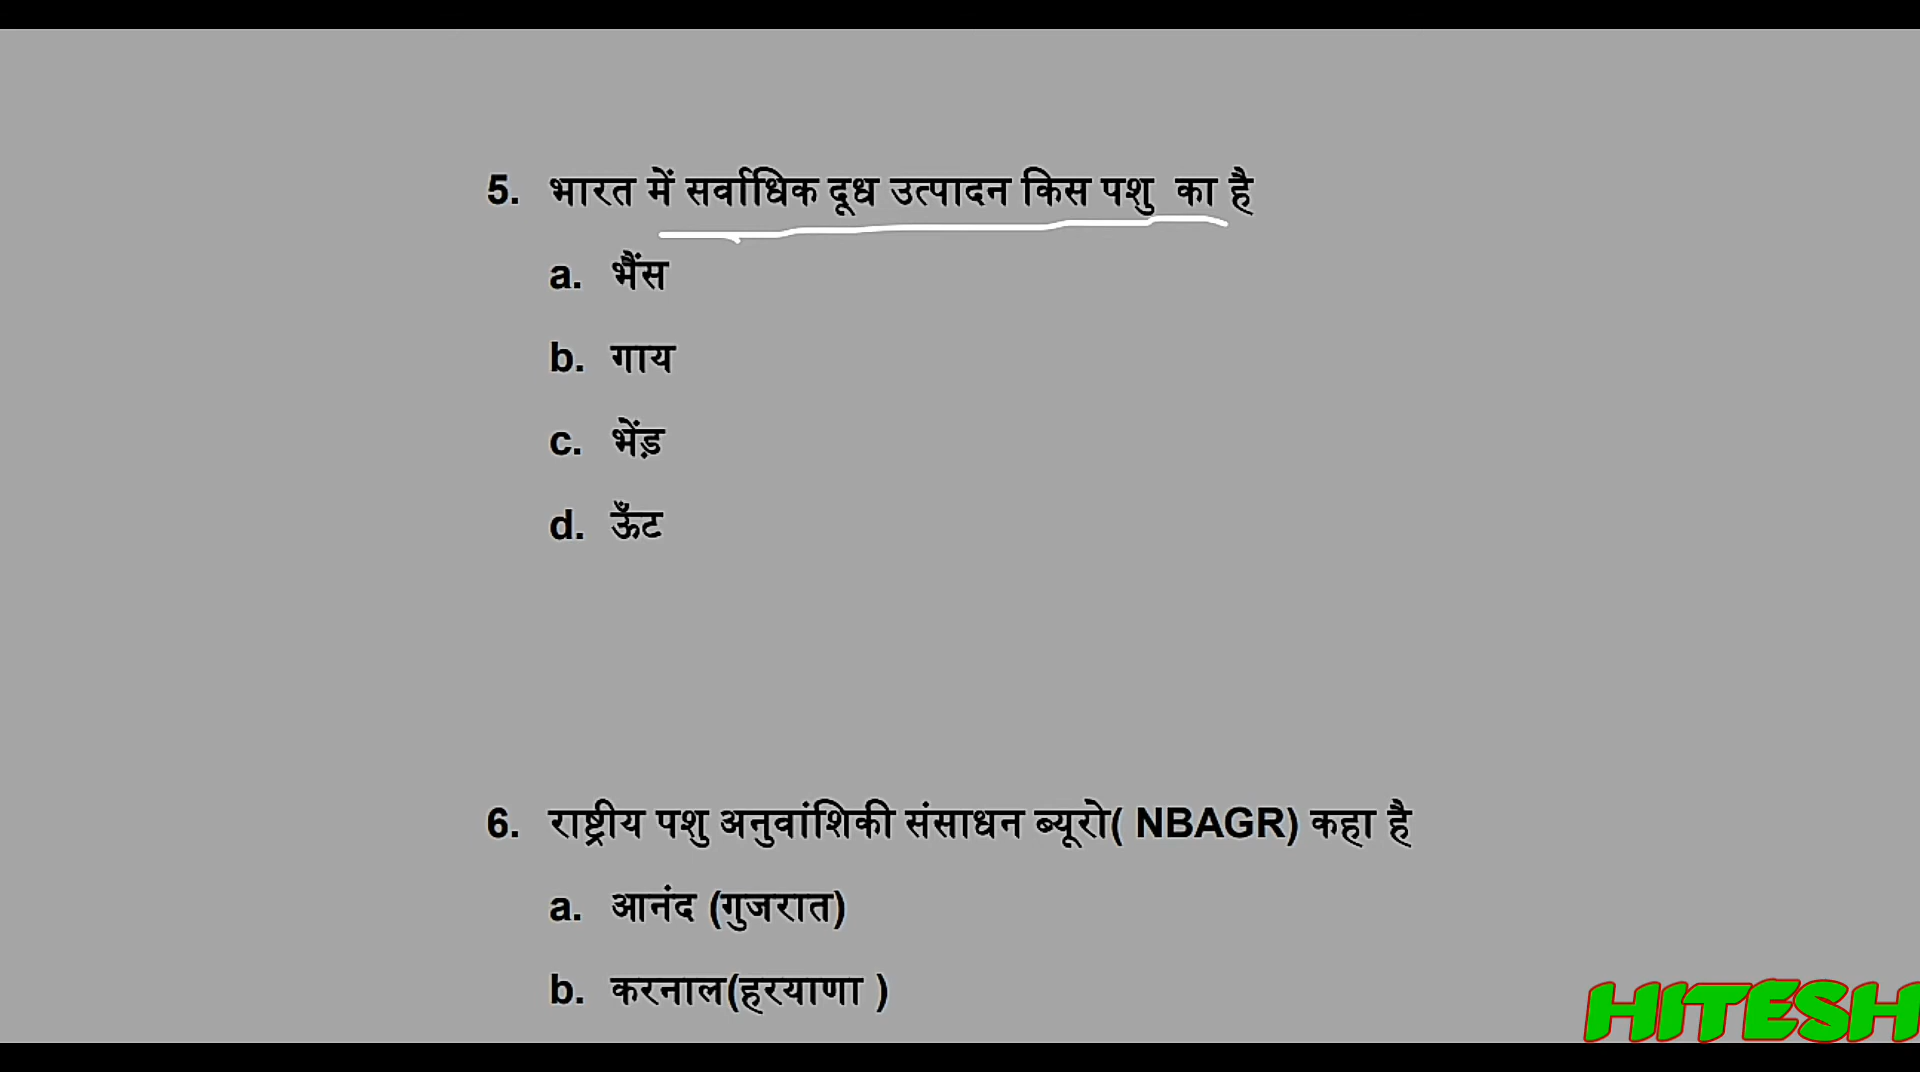 5. भारत में सर्वाधिक दूध उत्पादन किस पशु का है
a. भैंस
b. गाय
c. भेंड़
d. ऊँट
6. राष्ट्रीय पशु अनुवांशिकी संसाधन ब्यूरो( NBAGR) कहा है
a. आनंद (गुजरात)
b. करनाल(हरयाणा )
HITESH